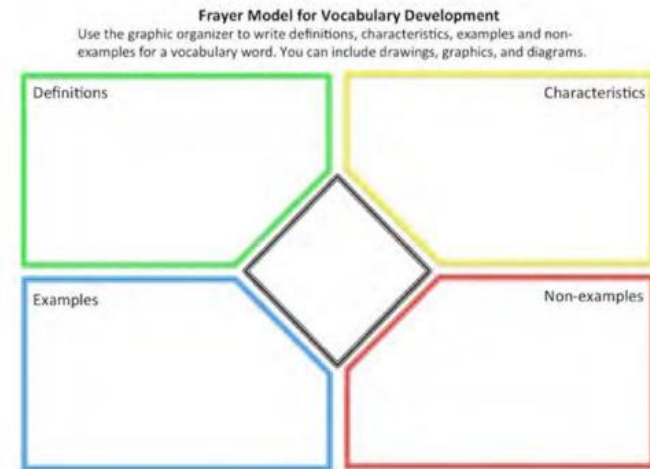 Frayer Model for Vocabulary Development
Use the graphic organizer to write definitions, characteristics, examples and non-
examples for a vocabulary word. You can include drawings, graphics, and diagrams.
Definitions
Characteristics
Examples
Non-examples